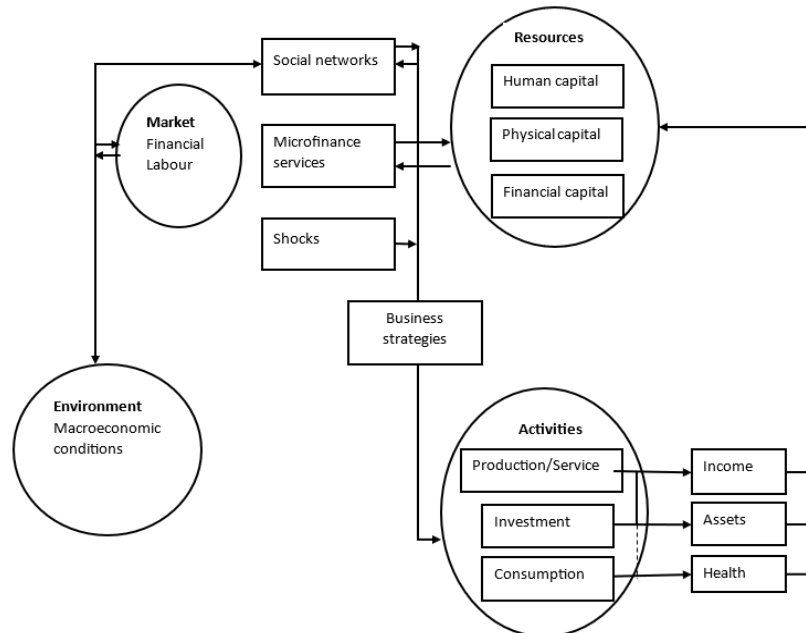 Social networks
Resources
Human capital
Physical capital
Financial capital
Market
Financial
Labour
Microfinance
services
Shocks
Business
strategies
Environment
Macroeconomic
conditions
Activities
Production/Service
Income
Investment
Assets
Consumption
Health